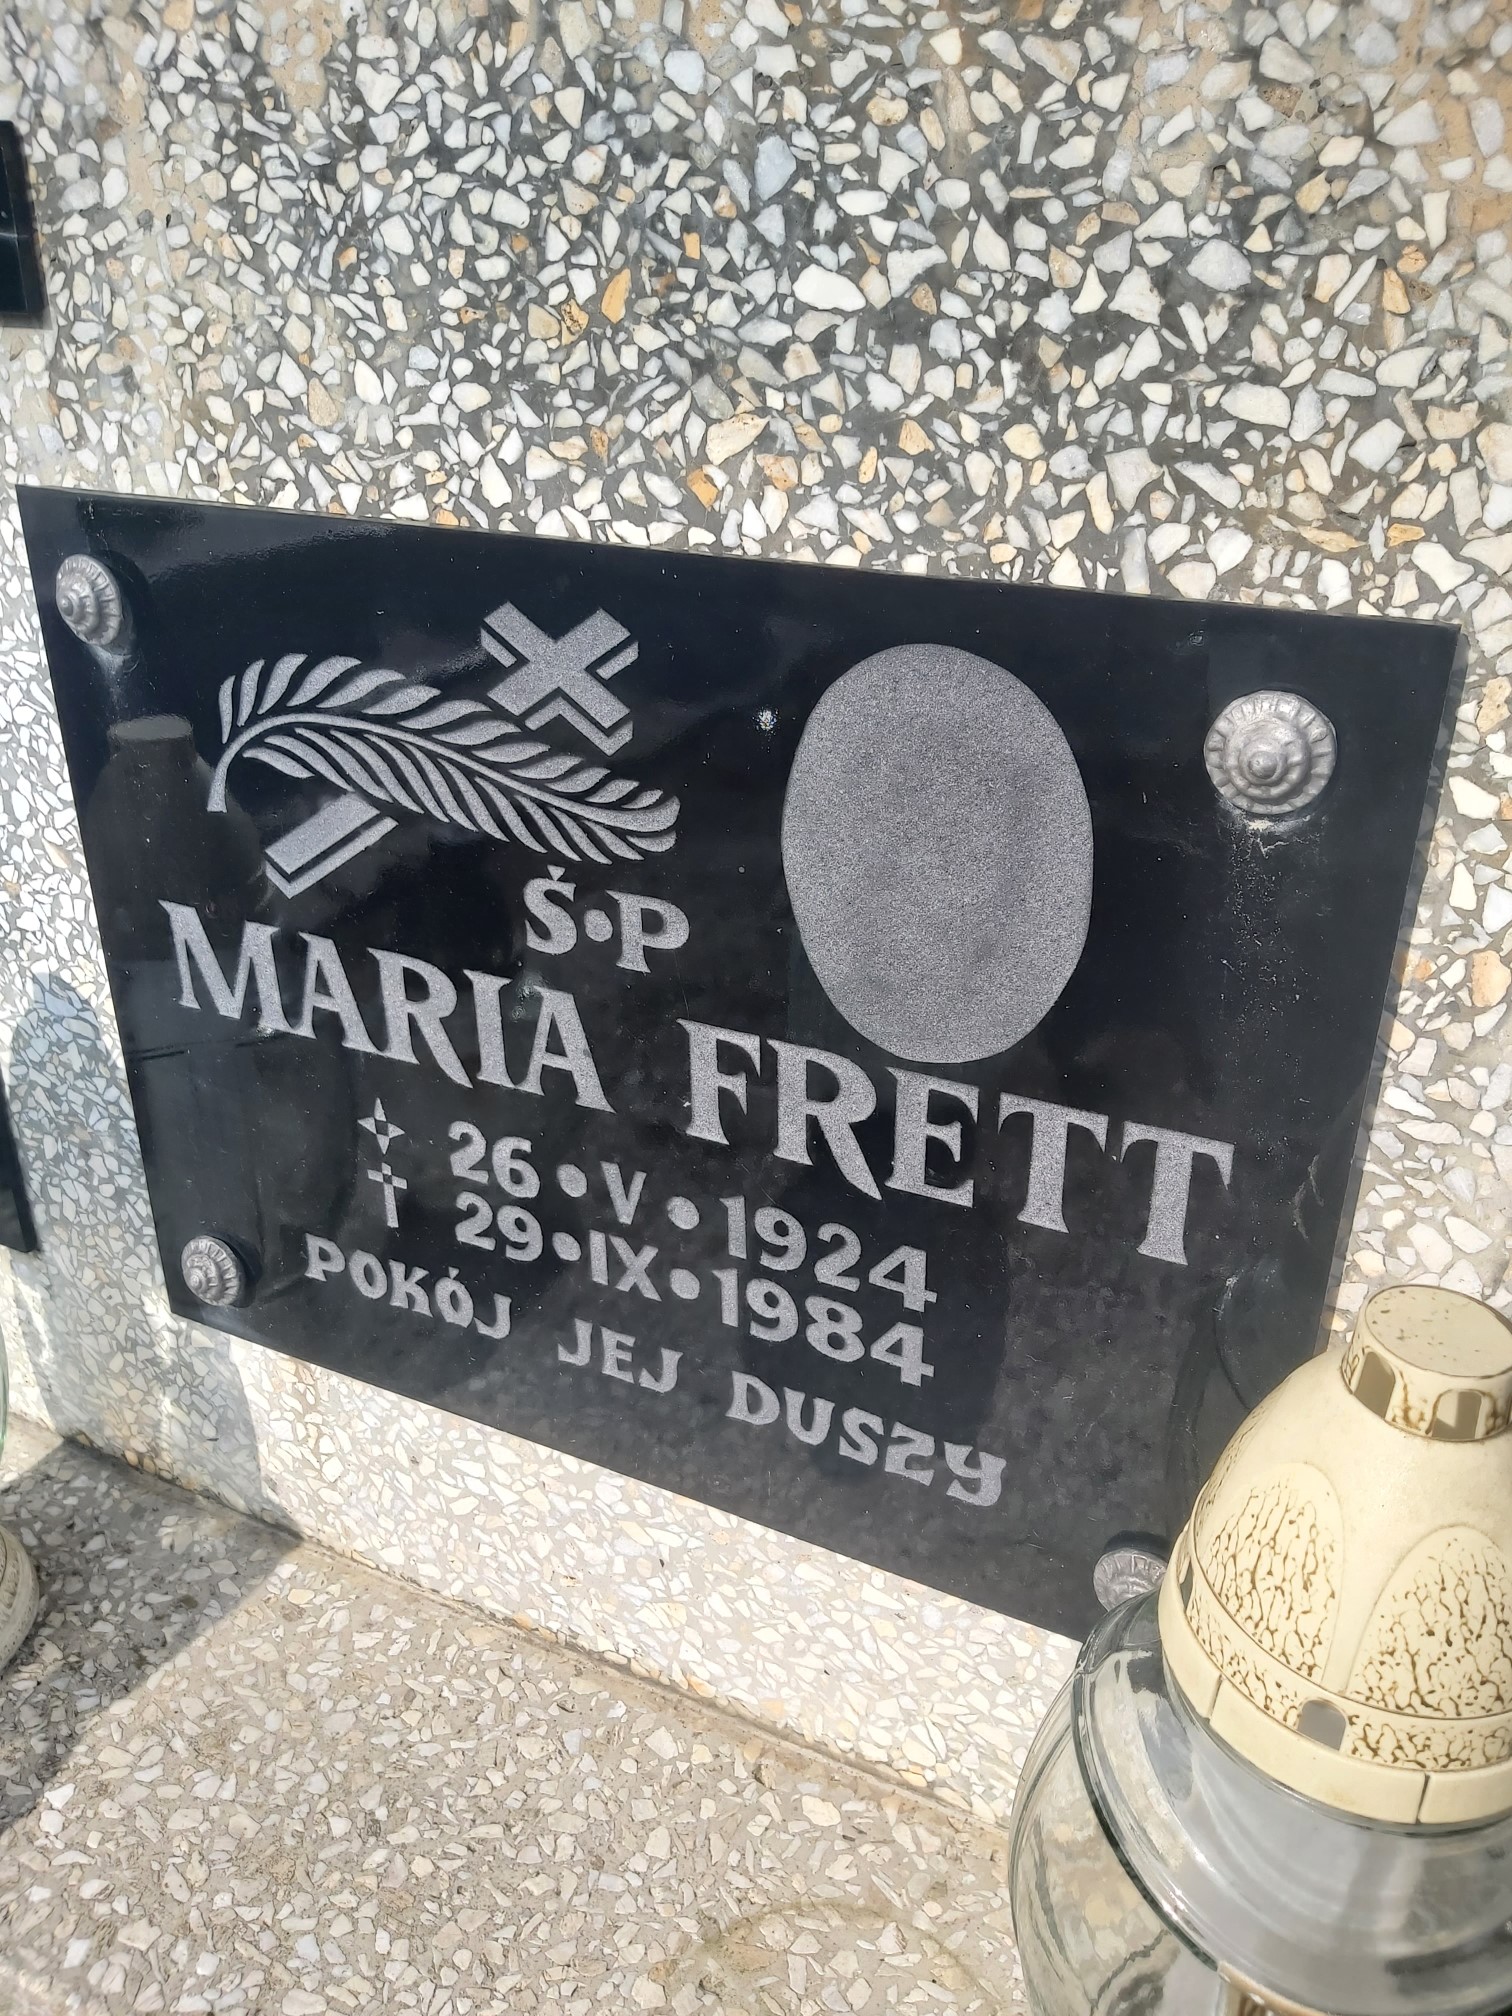 Ś•P
MARIA FRETT
26•V•1924
† 29•IX•1984
POKÓJ JEJ DUSZY